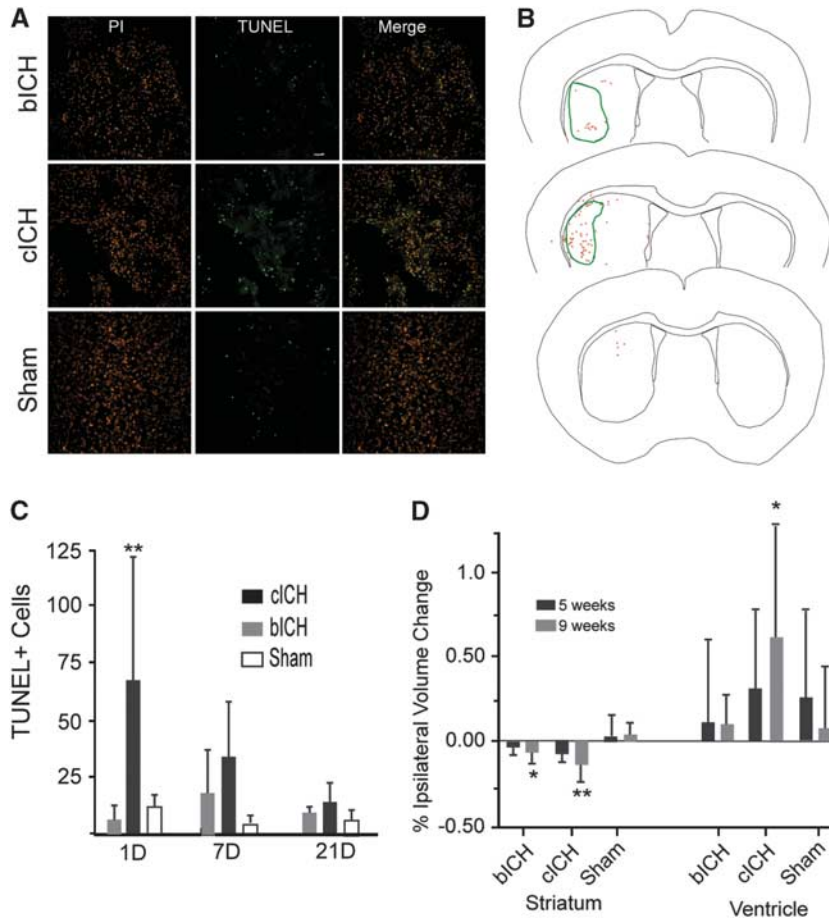 A
PI TUNEL Merge
bICH
cICH
Sham
B
C
TUNEL+ Cells
125
100
75
50
25
**
cICH
bICH
Sham
1D 7D 21D
D
% Ipsilateral Volume Change
1.0
0.50
0.00
-0.50
5 weeks
9 weeks
*
**
*
bICH cICH Sham bICH cICH Sham
Striatum Ventricle